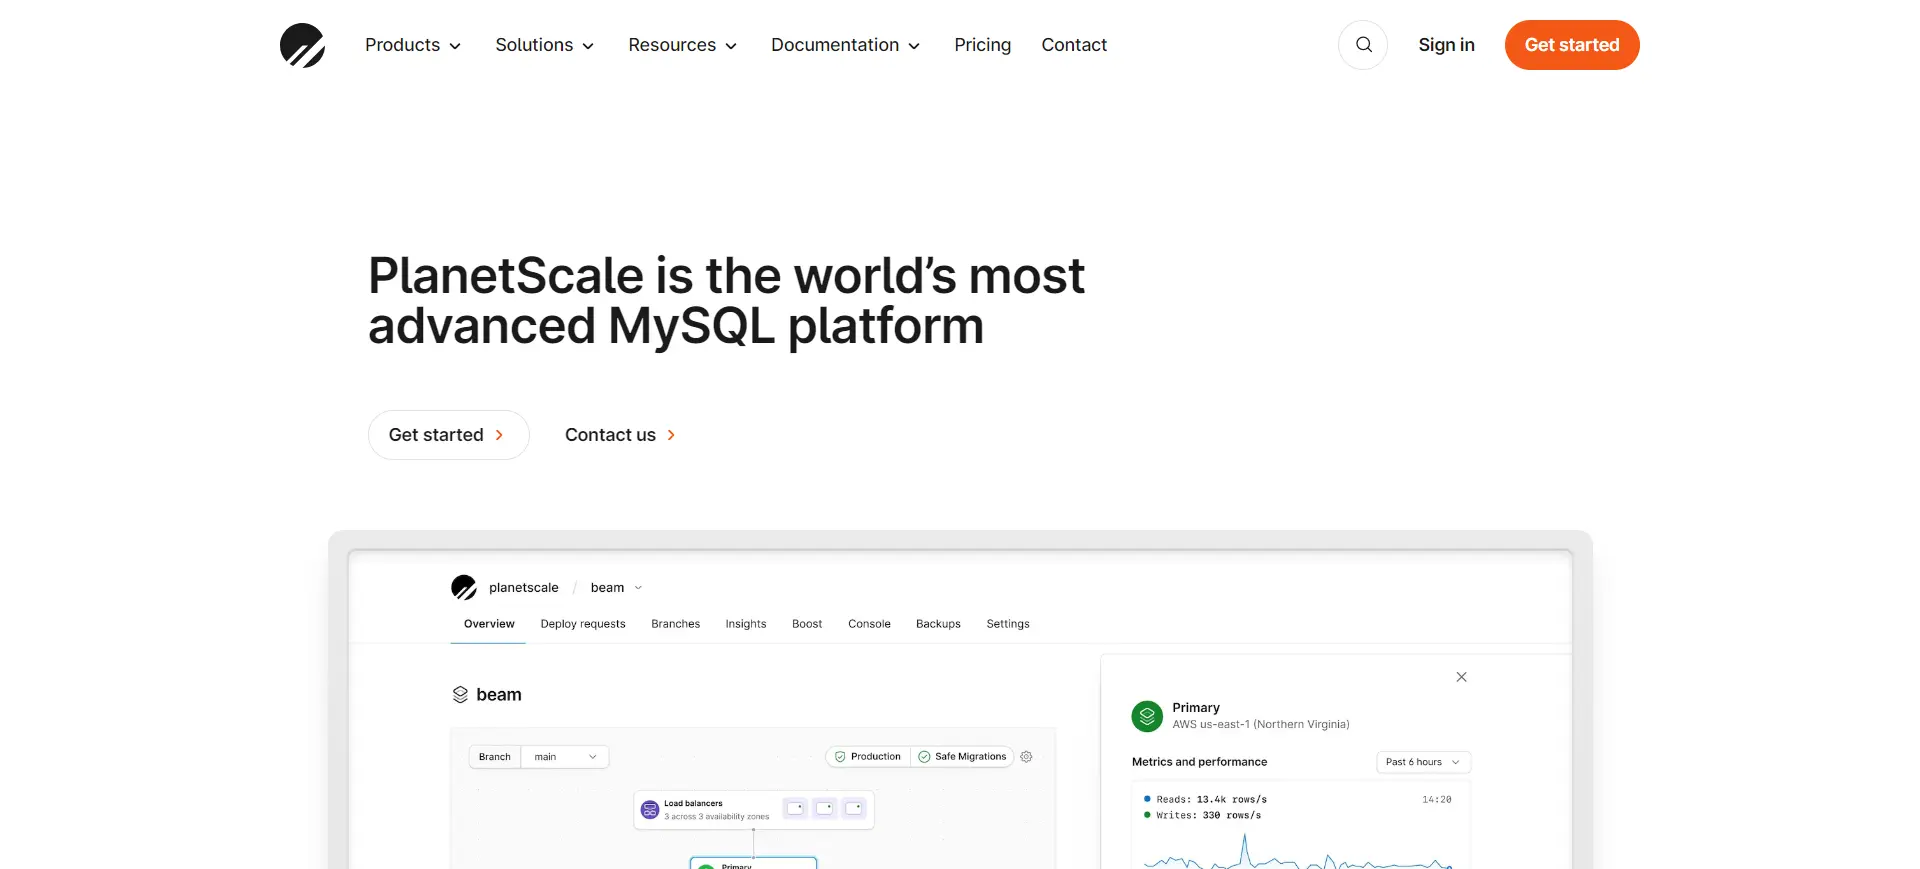 Products
Solutions
Resources
Documentation
Pricing
Contact
Sign in
Get started
PlanetScale is the world’s most
advanced MySQL platform
Get started
Contact us
planetscale / beam
Overview
Deploy requests
Branches
Insights
Boost
Console
Backups
Settings
beam
Branch
main
Production
Safe Migrations
Load balancers
3 across 3 availability zones
Primary
Primary
AWS us-east-1 (Northern Virginia)
Metrics and performance
Past 6 hours
Reads: 13.4k rows/s
14:20
Writes: 330 rows/s